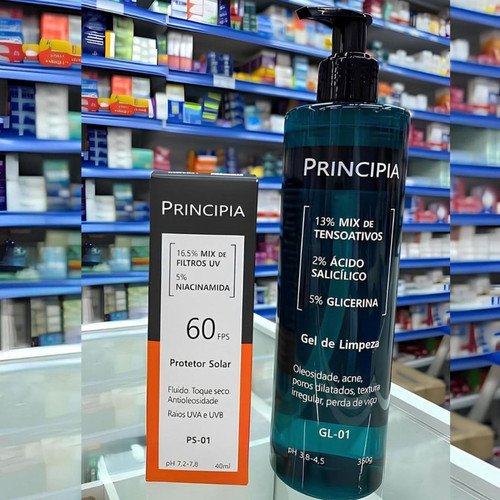 PRINCIPIA
16.5% MIX DE
FILTROS UV
5%
NIACINAMIDA
60 FPS
Protetor Solar
Fluido. Toque seco
Antioleosidade
Raios UVA e UVB
PS-01
pH 7,2-7,8 40ml
PRINCIPIA
13% MIX DE
TENSOATIVOS
2% ÁCIDO
SALICÍLICO
5% GLICERINA
Gel de Limpeza
Oleosidade, acne,
poros dilatados, textura
irregular, perda de viço
GL-01
pH 3,8-4,5 350g